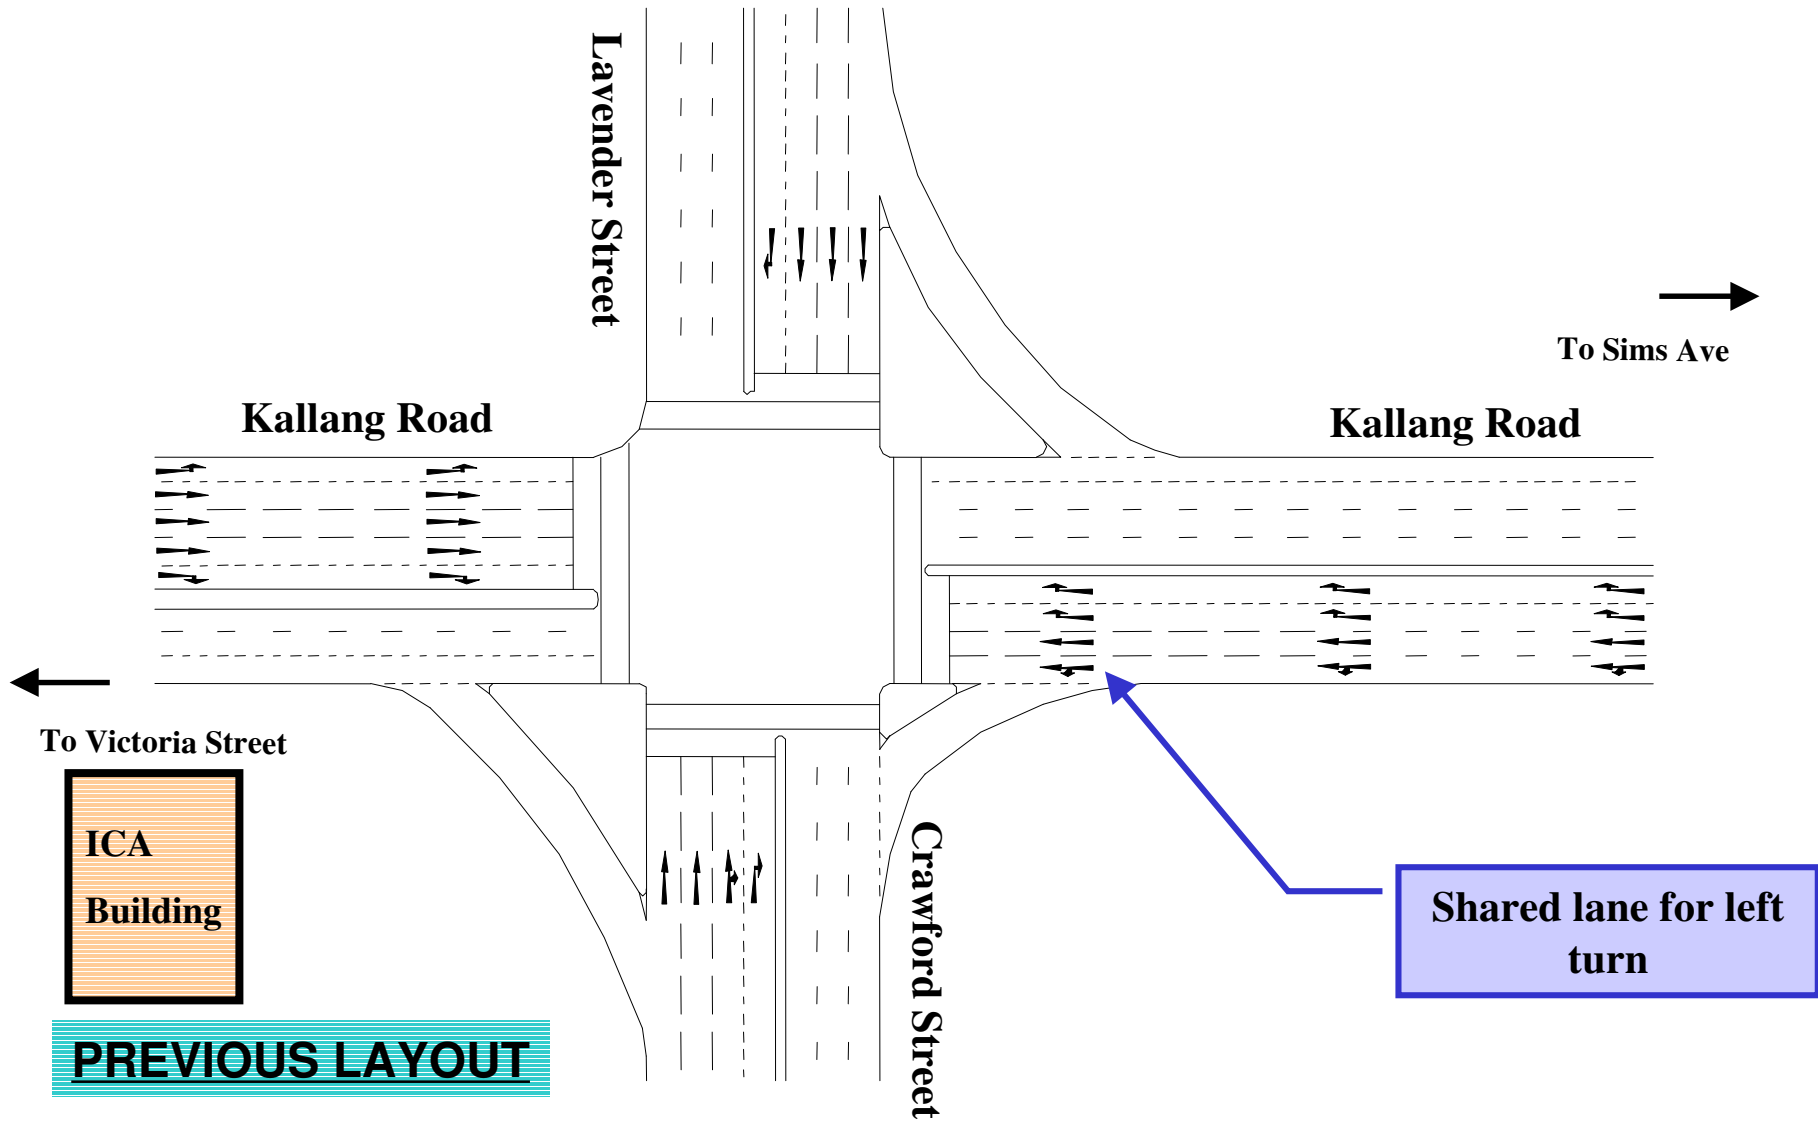 Lavender Street
To Sims Ave
Kallang Road
Kallang Road
To Victoria Street
ICA
Building
Crawford Street
Shared lane for left
turn
PREVIOUS LAYOUT